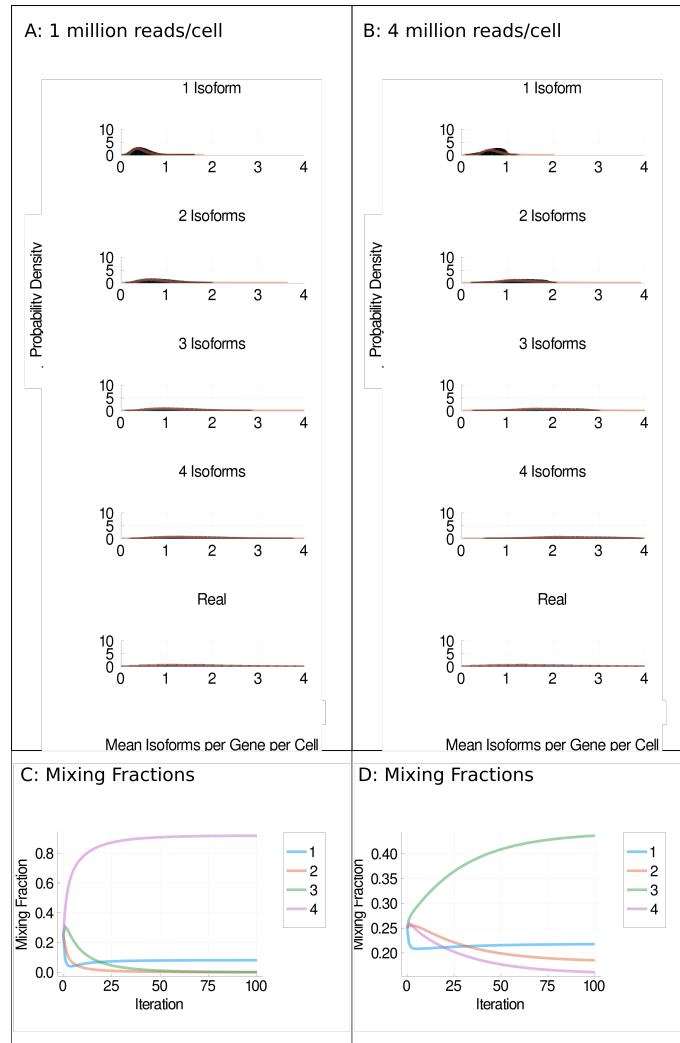 A: 1 million reads/cell
1 Isoform
10
5
0
0 1 2 3 4
2 Isoforms
10
5
0
0 1 2 3 4
Probability Density
3 Isoforms
10
5
0
0 1 2 3 4
4 Isoforms
10
5
0
0 1 2 3 4
Real
10
5
0
0 1 2 3 4
Mean Isoforms per Gene per Cell
B: 4 million reads/cell
1 Isoform
10
5
0
0 1 2 3 4
2 Isoforms
10
5
0
0 1 2 3 4
Probability Density
3 Isoforms
10
5
0
0 1 2 3 4
4 Isoforms
10
5
0
0 1 2 3 4
Real
10
5
0
0 1 2 3 4
Mean Isoforms per Gene per Cell
C: Mixing Fractions
Mixing Fraction
0.8
0.6
0.4
0.2
0.0
0 25 50 75 100
Iteration
1
2
3
4
D: Mixing Fractions
Mixing Fraction
0.40
0.35
0.30
0.25
0.20
0 25 50 75 100
Iteration
1
2
3
4